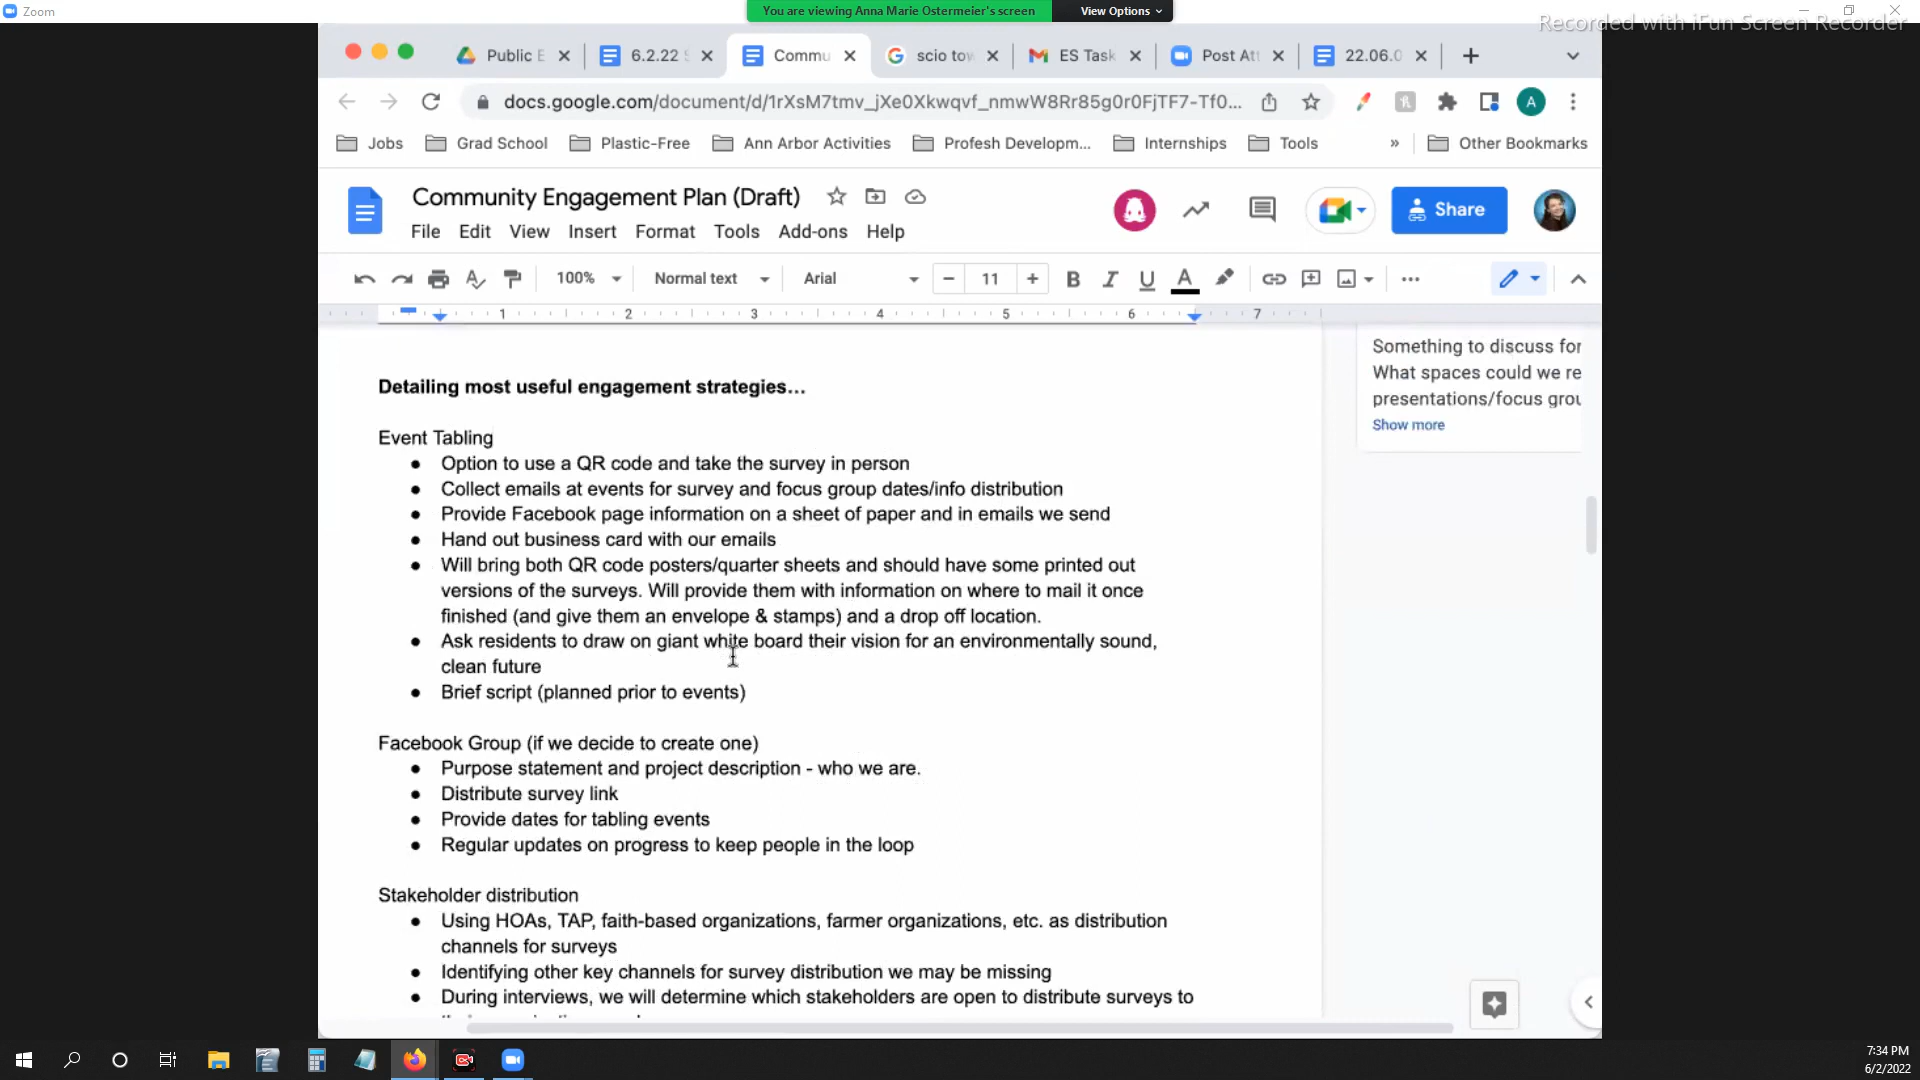 Zoom
You are viewing Anna Marie Ostermeier's screen
View Options
Recorded with iFun Screen Recorder
Public E
6.2.22 S
Commu
scio tow
ES Task
Post Att
22.06.0
docs.google.com/document/d/1rXsM7tmv_jXe0Xkwqvf_nmwW8Rr85g0r0FjTF7-Tf0...
A
Jobs
Grad School
Plastic-Free
Ann Arbor Activities
Profesh Developm...
Internships
Tools
»
Other Bookmarks
Community Engagement Plan (Draft)
File Edit View Insert Format Tools Add-ons Help
Share
100%
Normal text
Arial
11
B I U A
1 2 3 4 5 6 7
Something to discuss for
What spaces could we re
presentations/focus grou
Show more
Detailing most useful engagement strategies...
Event Tabling
● Option to use a QR code and take the survey in person
● Collect emails at events for survey and focus group dates/info distribution
● Provide Facebook page information on a sheet of paper and in emails we send
● Hand out business card with our emails
● Will bring both QR code posters/quarter sheets and should have some printed out
versions of the surveys. Will provide them with information on where to mail it once
finished (and give them an envelope & stamps) and a drop off location.
● Ask residents to draw on giant white board their vision for an environmentally sound,
clean future
● Brief script (planned prior to events)
Facebook Group (if we decide to create one)
● Purpose statement and project description - who we are.
● Distribute survey link
● Provide dates for tabling events
● Regular updates on progress to keep people in the loop
Stakeholder distribution
● Using HOAs, TAP, faith-based organizations, farmer organizations, etc. as distribution
channels for surveys
● Identifying other key channels for survey distribution we may be missing
● During interviews, we will determine which stakeholders are open to distribute surveys to
7:34 PM
6/2/2022